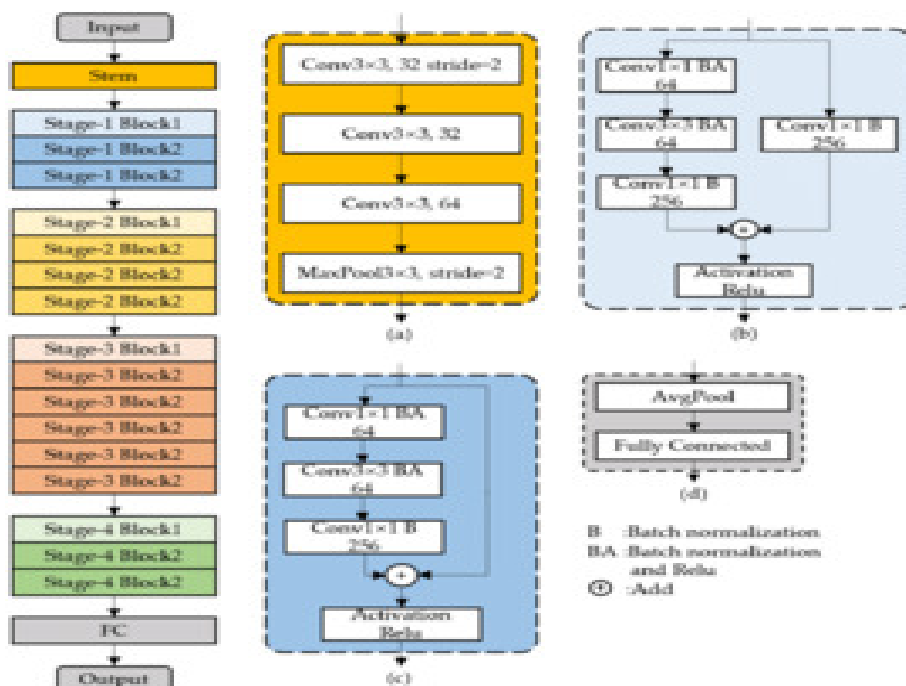 Input
Stem
Stage-1 Block1
Stage-1 Block2
Stage-1 Block2
Stage-2 Block1
Stage-2 Block2
Stage-2 Block2
Stage-2 Block2
Stage-3 Block1
Stage-3 Block2
Stage-3 Block2
Stage-3 Block2
Stage-3 Block2
Stage-3 Block2
Stage-4 Block1
Stage-4 Block2
Stage-4 Block2
FC
Output
Conv3×3, 32 stride=2
Conv3×3, 32
Conv3×3, 64
MaxPool3×3, stride=2
(a)
Conv1×1 BA
64
Conv3×3 BA
64
Conv1×1 B
256
Conv1×1 B
256
+
Activation
Relu
(b)
Conv1×1 BA
64
Conv3×3 BA
64
Conv1×1 B
256
+
Activation
Relu
(c)
AvgPool
Fully Connected
(d)
B :Batch normalization
BA :Batch normalization
and Relu
+ :Add